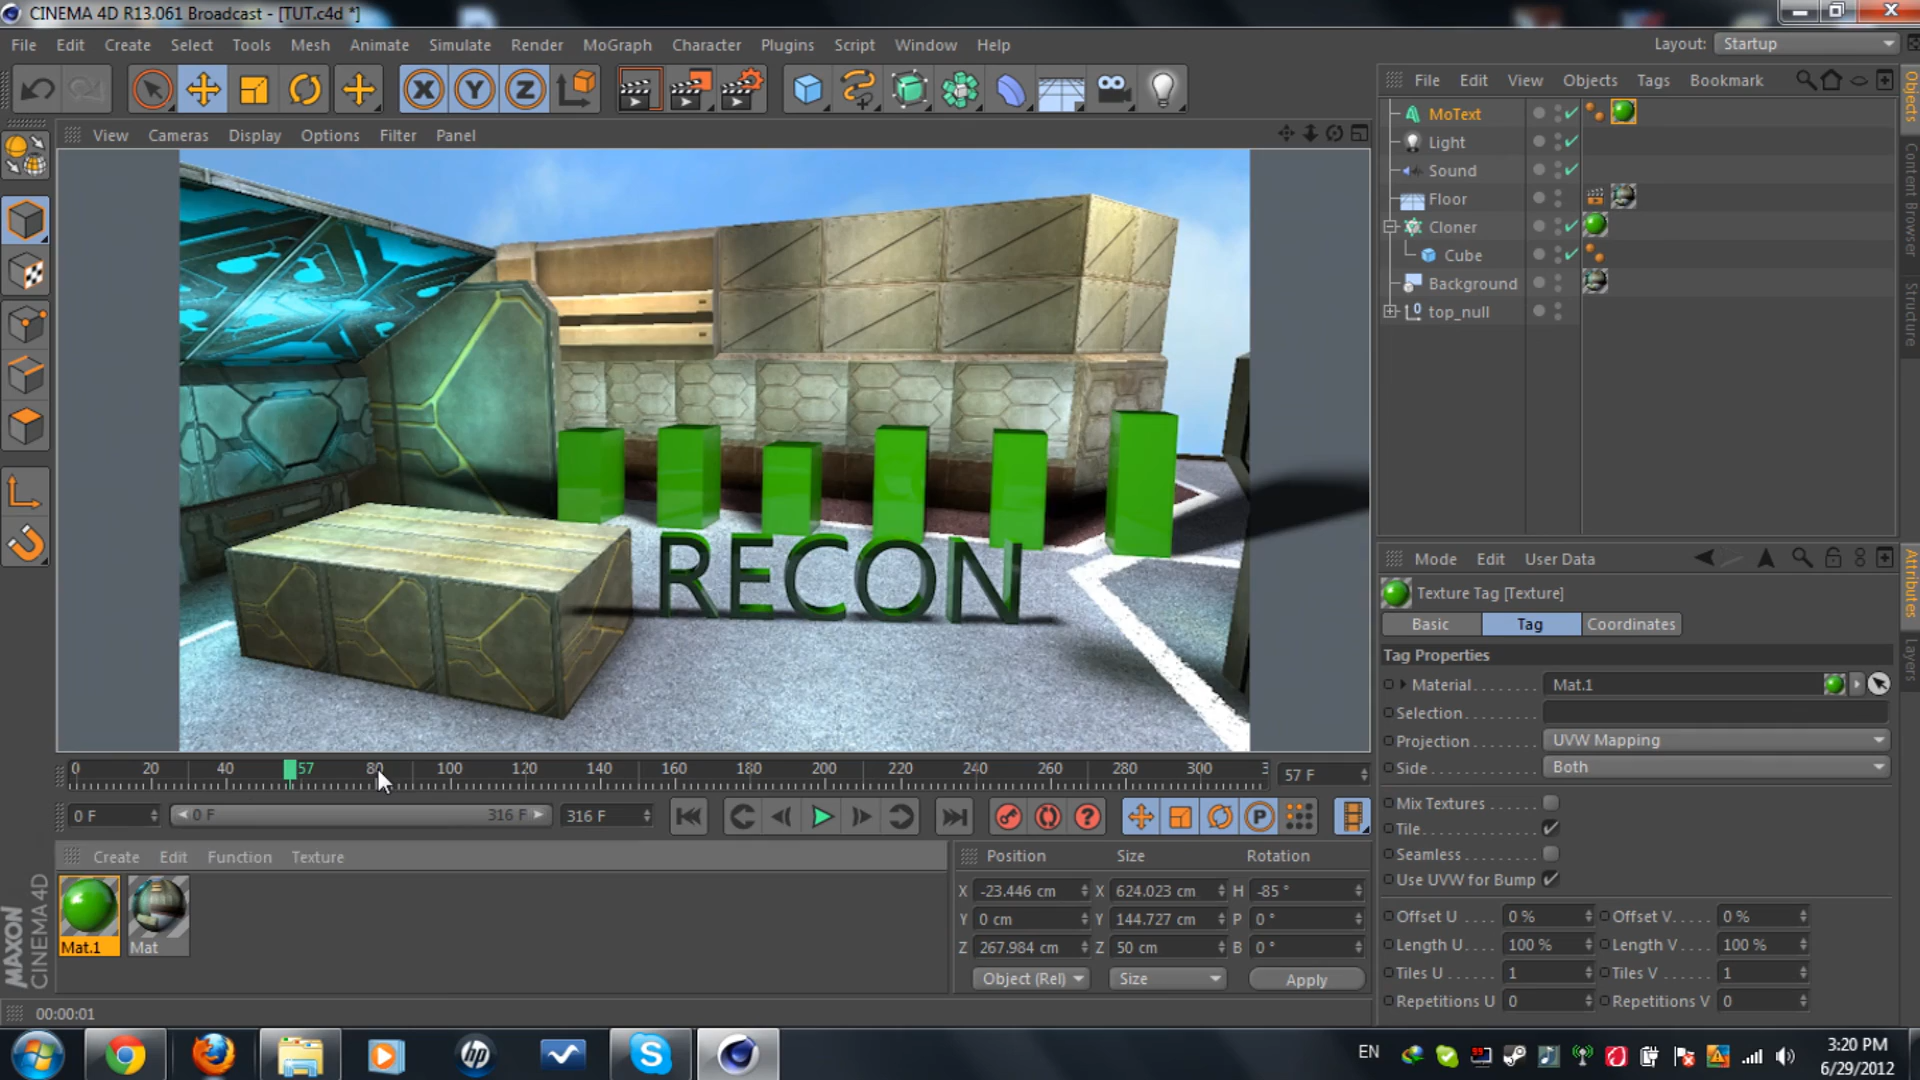 CINEMA 4D R13.061 Broadcast - [TUT.c4d *]
File Edit Create Select Tools Mesh Animate Simulate Render MoGraph Character Plugins Script Window Help
Layout: Startup
X Y Z
File Edit View Objects Tags Bookmark
View Cameras Display Options Filter Panel
MoText
Light
Sound
Floor
Cloner
Cube
Background
top_null
Objects
Content Browser
Structure
RECON
Mode Edit User Data
Texture Tag [Texture]
Basic Tag Coordinates
Tag Properties
Material Mat.1
Selection
Projection UVW Mapping
Side Both
Mix Textures
Tile
Seamless
Use UVW for Bump
Offset U 0 % Offset V 0 %
Length U 100 % Length V 100 %
Tiles U 1 Tiles V 1
Repetitions U 0 Repetitions V 0
Attributes
Layers
0 20 40 57 80 100 120 140 160 180 200 220 240 260 280 300 3
57 F
0 F 0 F 316 F 316 F
? P
Create Edit Function Texture
Mat.1 Mat
Position Size Rotation
X -23.446 cm X 624.023 cm H -85 °
Y 0 cm Y 144.727 cm P 0 °
Z 267.984 cm Z 50 cm B 0 °
Object (Rel) Size Apply
MAXON
CINEMA 4D
00:00:01
hp
S
EN
3:20 PM
6/29/2012